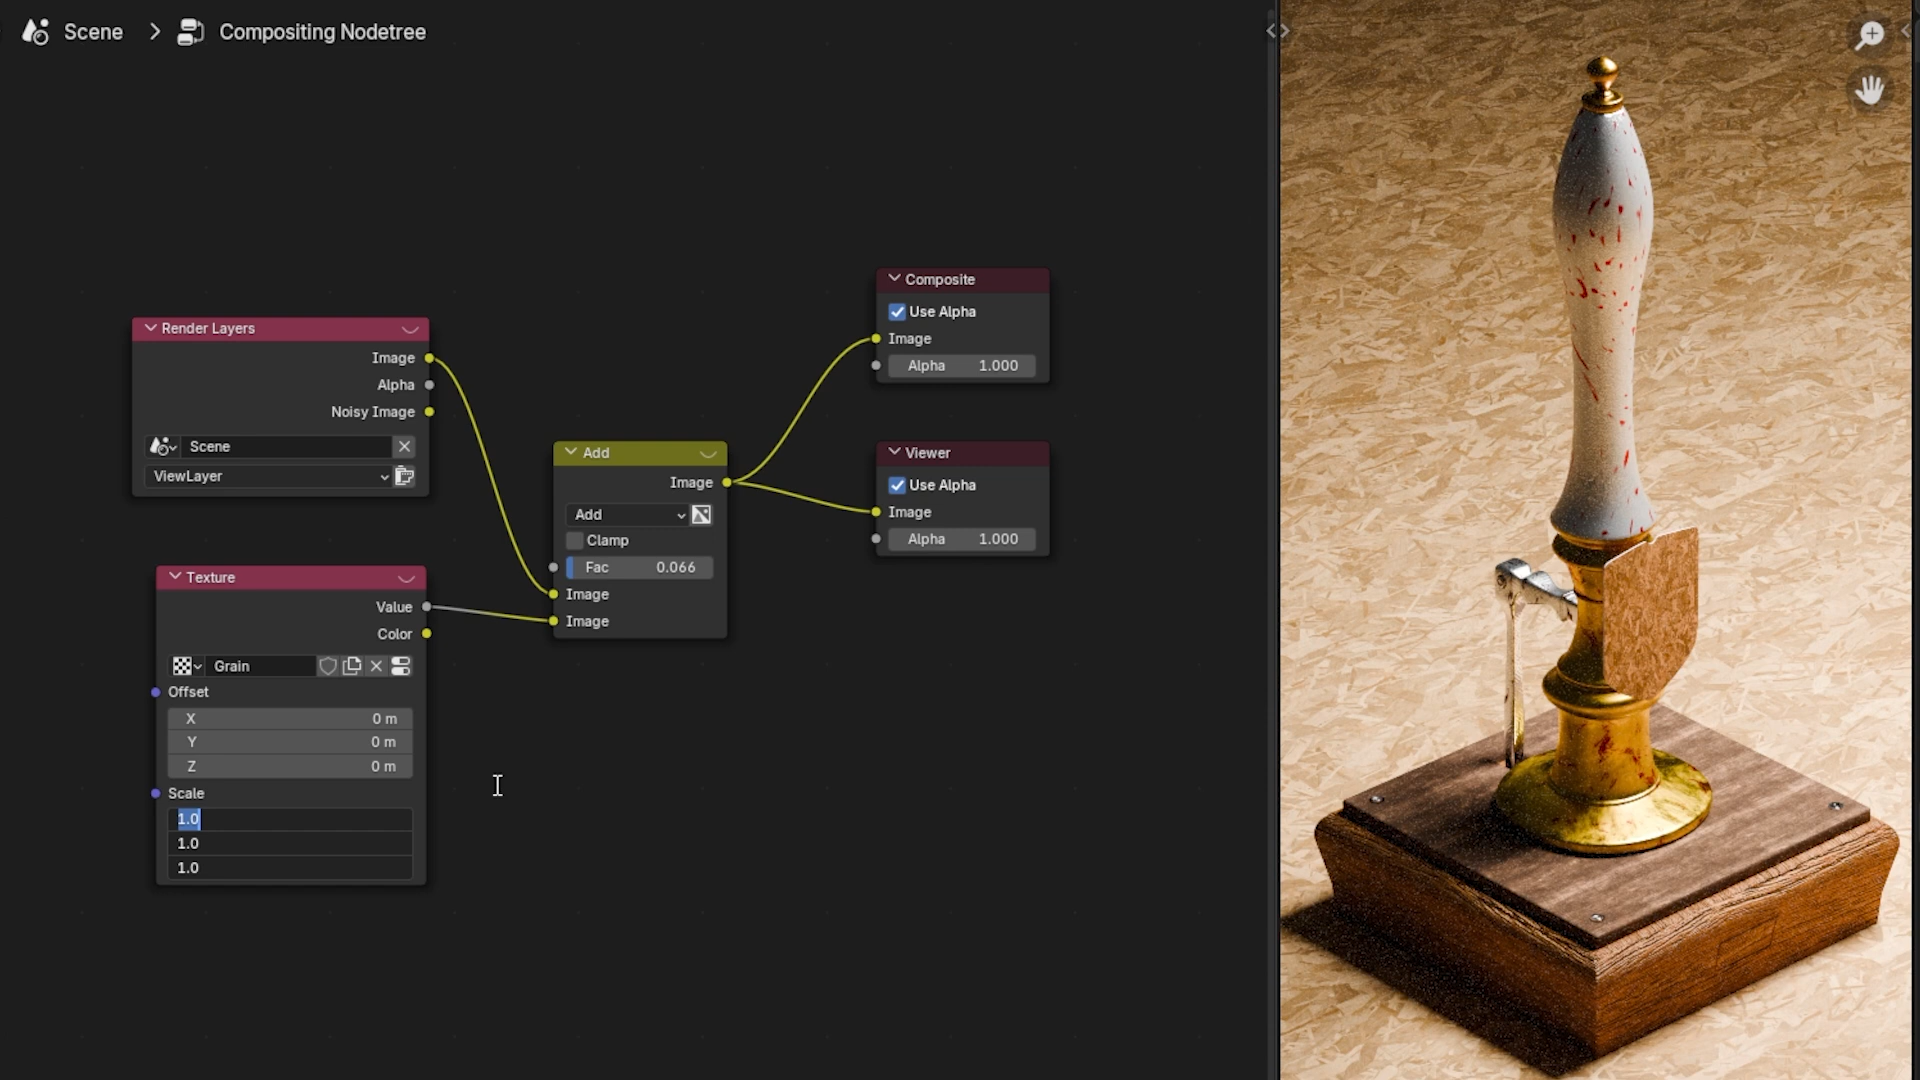 Scene
Compositing Nodetree
Render Layers
Image
Alpha
Noisy Image
Scene
ViewLayer
Texture
Value
Color
Grain
Offset
X 0 m
Y 0 m
Z 0 m
Scale
1.0
1.0
1.0
Add
Image
Add
Clamp
Fac 0.066
Image
Image
Composite
Use Alpha
Image
Alpha 1.000
Viewer
Use Alpha
Image
Alpha 1.000